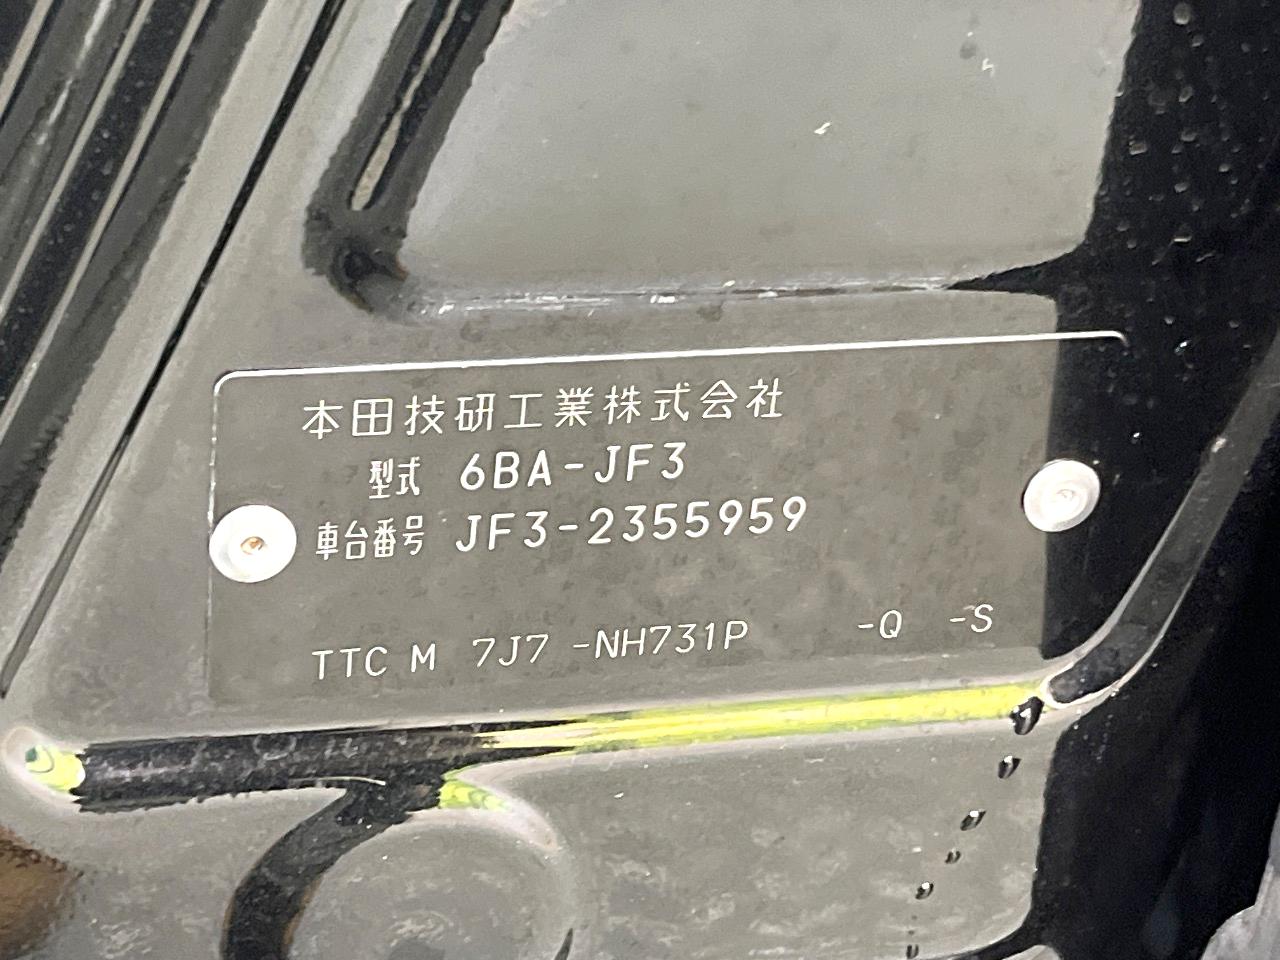 本田技研工業株式会社
型式 6BA-JF3
車台番号 JF3-2355959
TTC M 7J7 -NH731P -Q -S